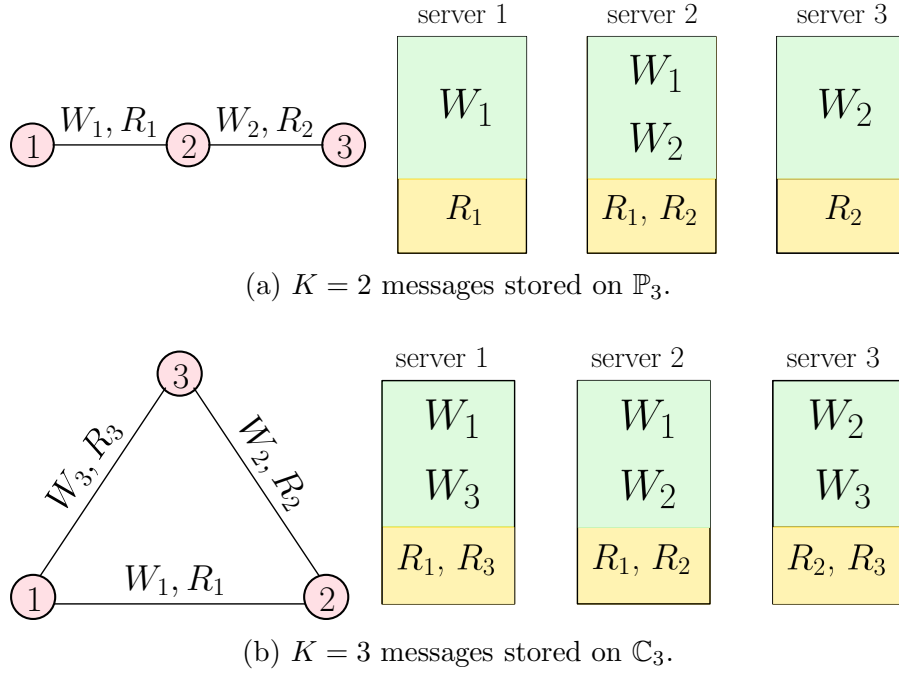 server 1 server 2 server 3
1 W₁, R₁ 2 W₂, R₂ 3
W₁
R₁
W₁
W₂
R₁, R₂
W₂
R₂
(a) K = 2 messages stored on ℙ₃.
server 1 server 2 server 3
3
W₃, R₃
W₂, R₂
1 W₁, R₁ 2
W₁
W₃
R₁, R₃
W₁
W₂
R₁, R₂
W₂
W₃
R₂, R₃
(b) K = 3 messages stored on ℂ₃.